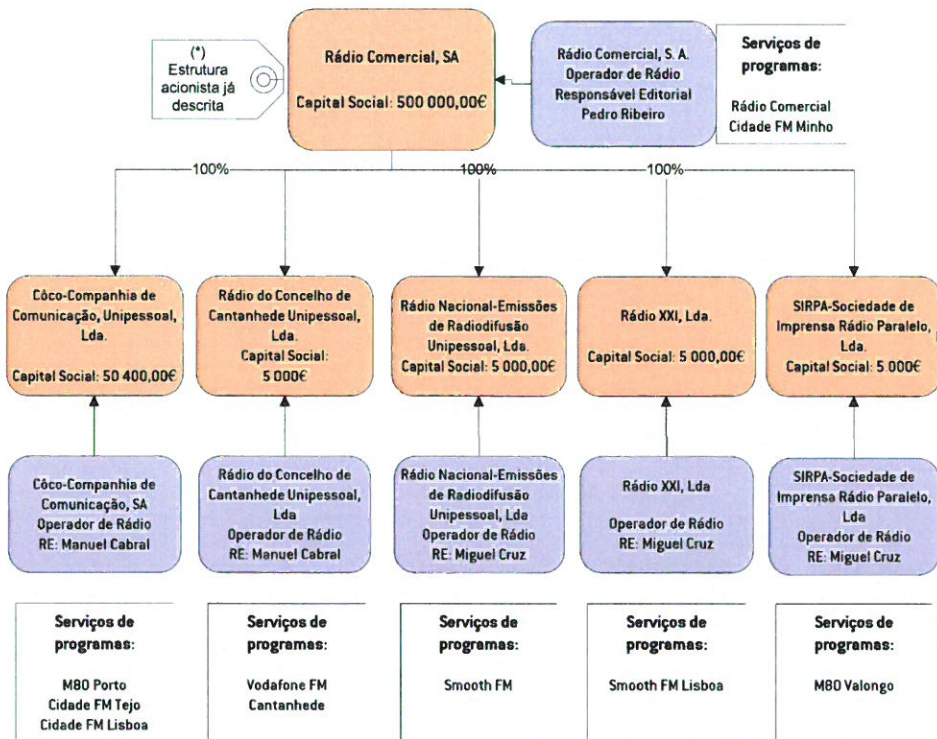 (*)
Estrutura
acionista já
descrita
Rádio Comercial, SA
Capital Social: 500 000,00€
Rádio Comercial, S. A.
Operador de Rádio
Responsável Editorial
Pedro Ribeiro
Serviços de
programas:
Rádio Comercial
Cidade FM Minho
100%
100%
100%
100%
Côco-Companhia de
Comunicação, Unipessoal,
Lda.
Capital Social: 50 400,00€
Rádio do Concelho de
Cantanhede Unipessoal,
Lda.
Capital Social:
5 000€
Rádio Nacional-Emissões
de Radiodifusão
Unipessoal, Lda.
Capital Social: 5 000,00€
Rádio XXI, Lda.
Capital Social: 5 000,00€
SIRPA-Sociedade de
Imprensa Rádio Paralelo,
Lda.
Capital Social: 5.000€
Côco-Companhia de
Comunicação, SA
Operador de Rádio
RE: Manuel Cabral
Rádio do Concelho de
Cantanhede Unipessoal,
Lda
Operador de Rádio
RE: Manuel Cabral
Rádio Nacional-Emissões
de Radiodifusão
Unipessoal, Lda
Operador de Rádio
RE: Miguel Cruz
Rádio XXI, Lda
Operador de Rádio
RE: Miguel Cruz
SIRPA-Sociedade de
Imprensa Rádio Paralelo,
Lda
Operador de Rádio
RE: Miguel Cruz
Serviços de
programas:
M80 Porto
Cidade FM Tejo
Cidade FM Lisboa
Serviços de
programas:
Vodafone FM
Cantanhede
Serviços de
programas:
Smooth FM
Serviços de
programas:
Smooth FM Lisboa
Serviços de
programas:
M80 Valongo